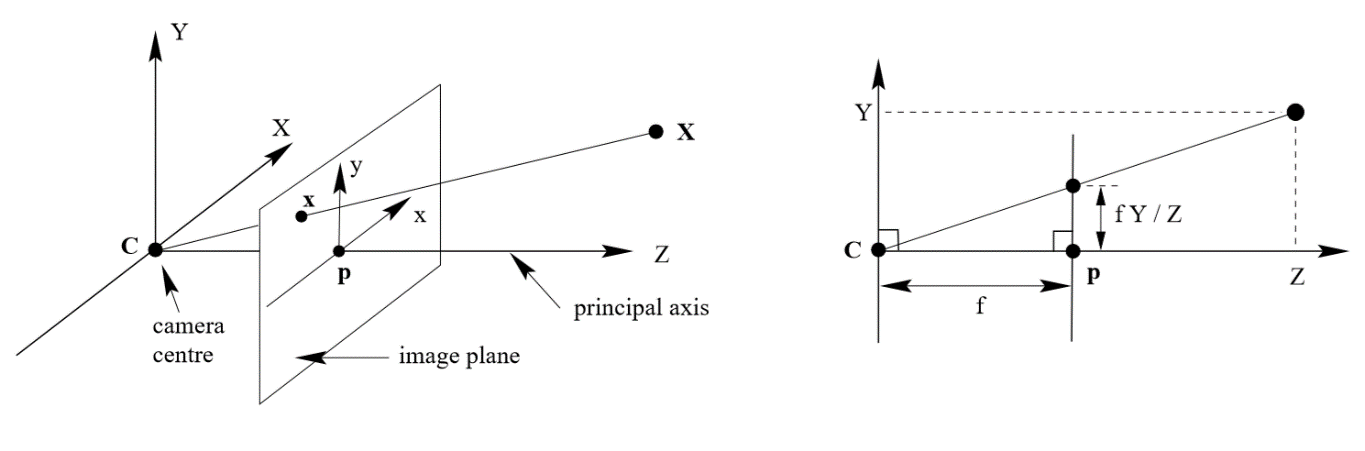 Y
X
X
y
x
x
C
Z
p
camera
centre
principal axis
image plane
Y
f Y / Z
C
p
Z
f